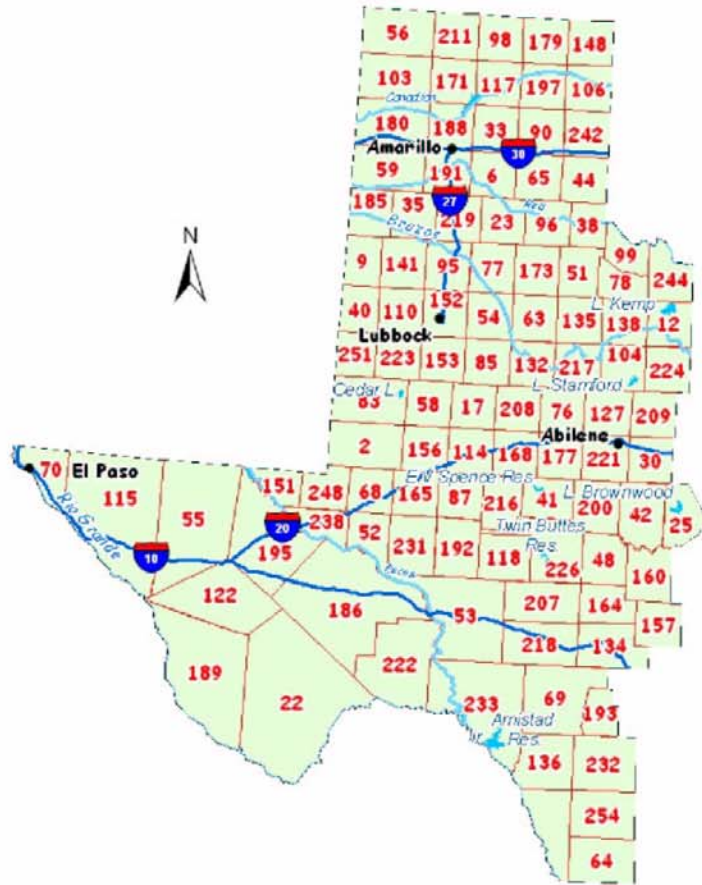 56 211 98 179 148
103 171 117 197 106
Canadian
180 188 33 90 242
Amarillo
30
59 191 6 65 44
27
185 35 219 23 96 38
Red
Brazos
N
99
9 141 95 77 173 51 78 244
L. Kemp
40 110 152 54 63 135 138 12
Lubbock
251 223 153 85 132 217 104 224
L. Stamford
Cedar L.
83 58 17 208 76 127 209
Abilene
2 156 114 168 177 221 30
70 El Paso
115
E.V. Spence Res.
151 248 68 165 87 216 41 200 42 25
L. Brownwood
Rio Grande
55
20
238 52 231 192 118 226 48 160
Twin Buttes
Res.
10
195
Pecos
122 186 53 207 164 157
218 134
189 22 222 233 69 193
Amistad
Res.
136 232
254
64